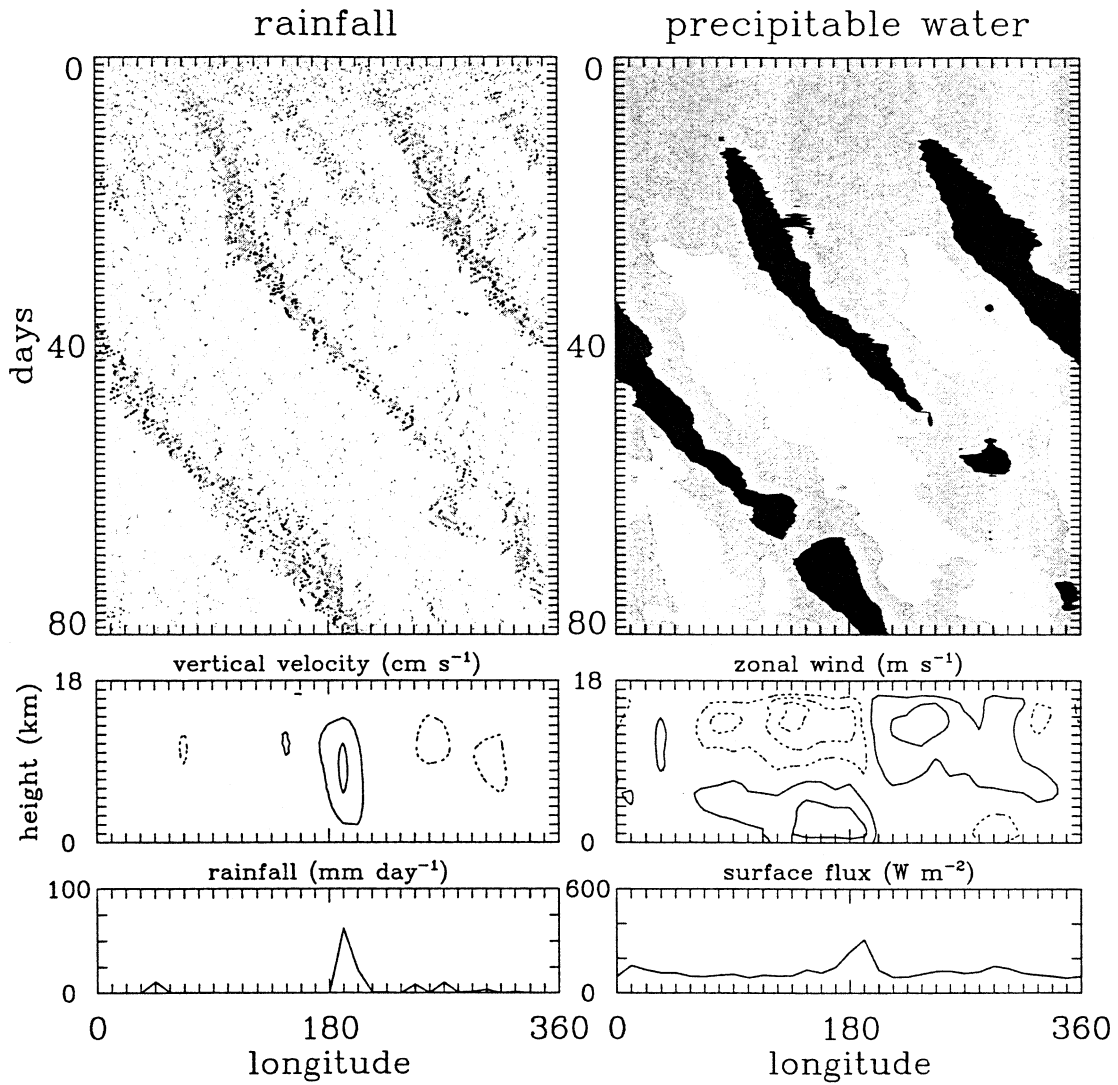 rainfall
precipitable water
0
0
days
40
40
80
80
vertical velocity (cm s⁻¹)
zonal wind (m s⁻¹)
height (km)
18
18
0
0
rainfall (mm day⁻¹)
surface flux (W m⁻²)
100
600
0
0
0 180 360
0 180 360
longitude
longitude